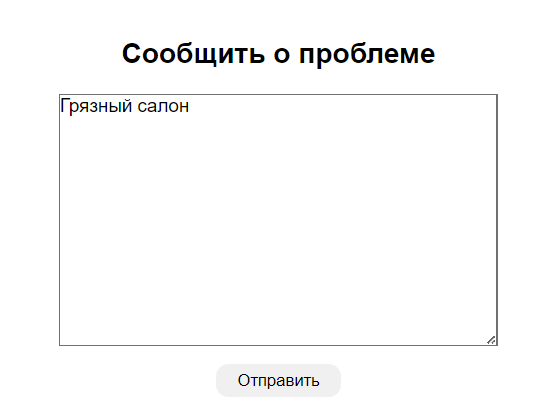 Сообщить о проблеме
Грязный салон
Отправить